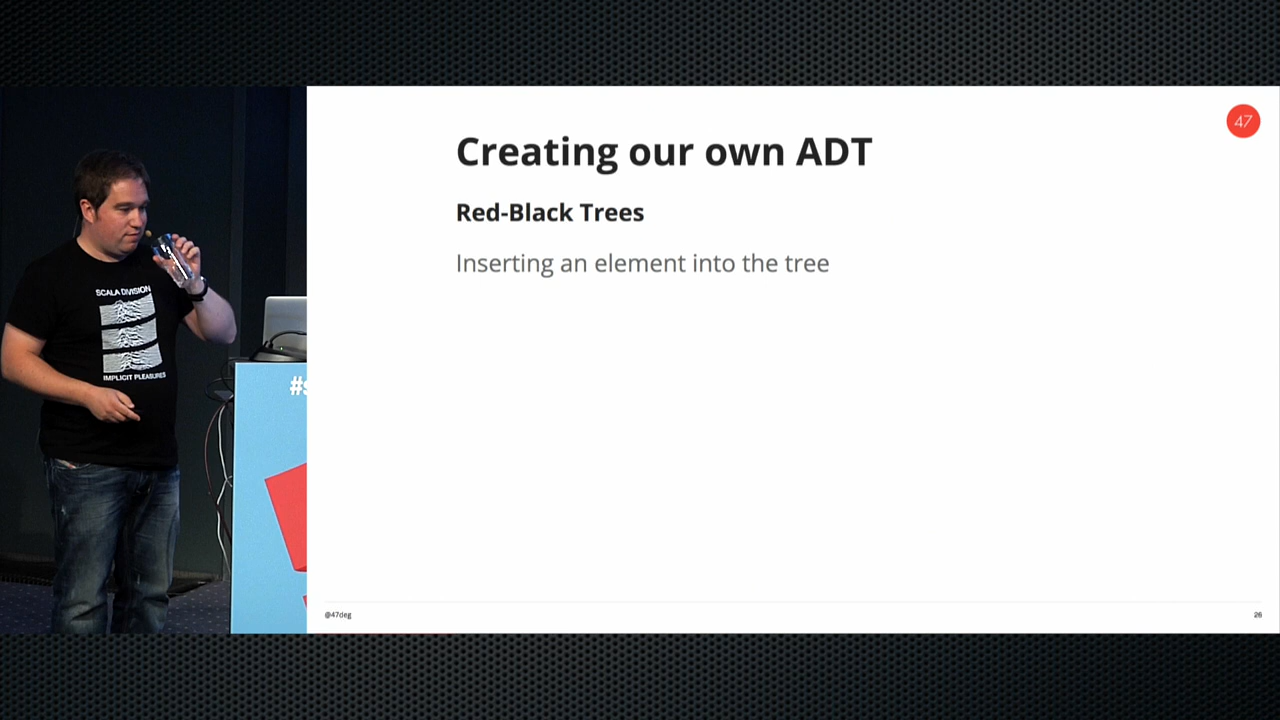 47
Creating our own ADT
Red-Black Trees
Inserting an element into the tree
SCALA DIVISION
IMPLICIT PLEASURES
#s
@47deg
26